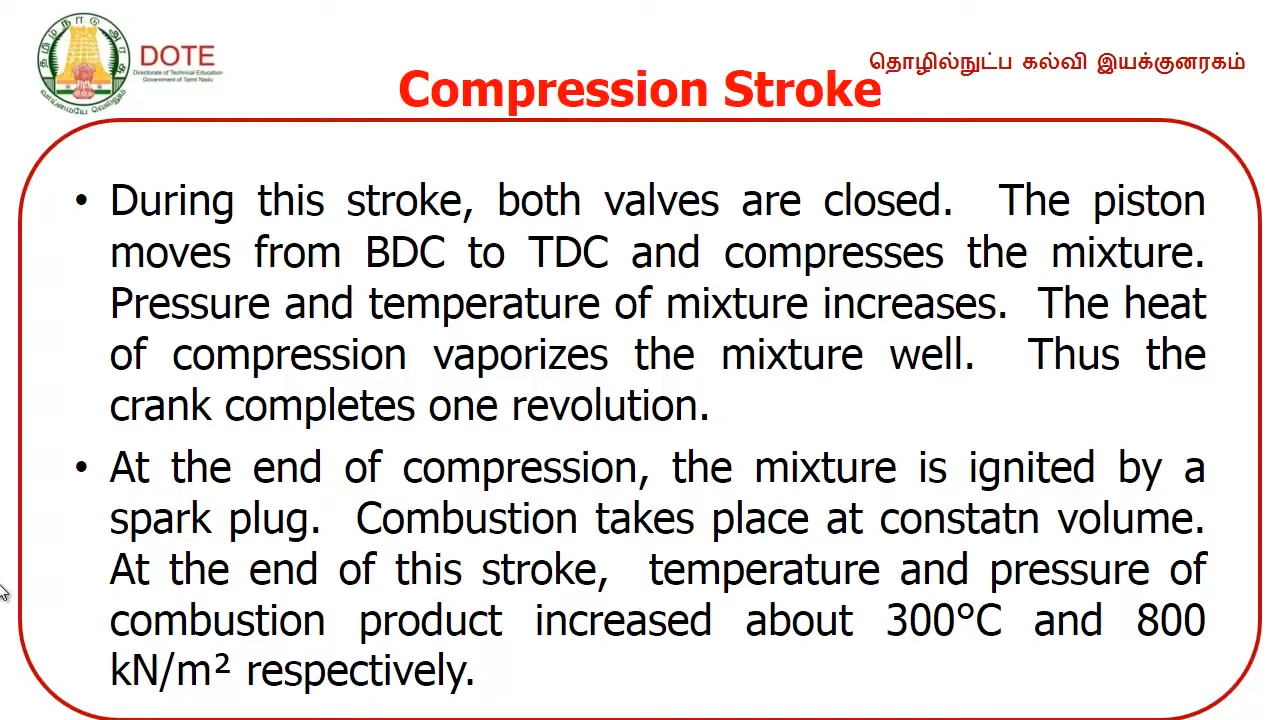 தமிழ்நாடு அரசு
வாய்மையே வெல்லும்
DOTE
Directorate of Technical Education
Government of Tamil Nadu
தொழில்நுட்ப கல்வி இயக்குனரகம்
Compression Stroke
• During this stroke, both valves are closed. The piston
moves from BDC to TDC and compresses the mixture.
Pressure and temperature of mixture increases. The heat
of compression vaporizes the mixture well. Thus the
crank completes one revolution.
• At the end of compression, the mixture is ignited by a
spark plug. Combustion takes place at constatn volume.
At the end of this stroke, temperature and pressure of
combustion product increased about 300°C and 800
kN/m² respectively.